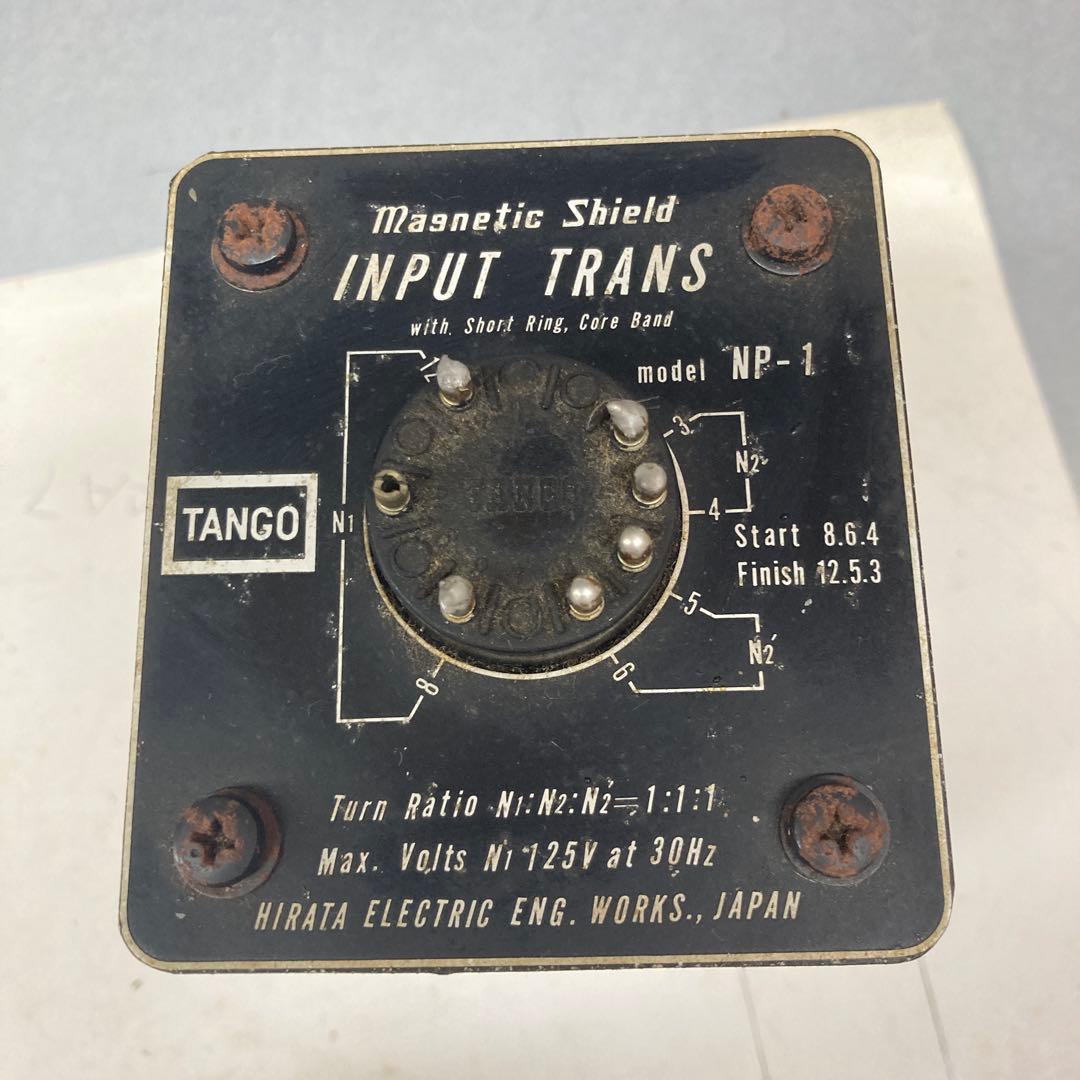 Magnetic Shield
INPUT TRANS
with. Short Ring, Core Band
model NP-1
3
N2
4
TANGO
N1
Start 8.6.4
Finish 12.5.3
5
N2'
6
8
Turn Ratio N1:N2:N2'=1:1:1
Max. Volts N1 125V at 30Hz
HIRATA ELECTRIC ENG. WORKS., JAPAN